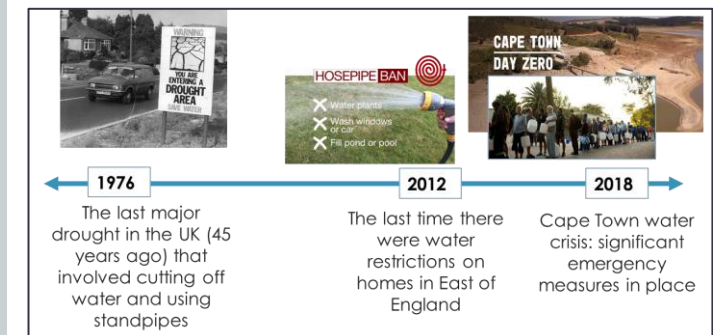 WARNING
YOU ARE
ENTERING A
DROUGHT
AREA
SAVE WATER
HOSEPIPE BAN
Water plants
Wash windows
or car
Fill pond or pool
CAPE TOWN
DAY ZERO
1976
2012
2018
The last major
drought in the UK (45
years ago) that
involved cutting off
water and using
standpipes
The last time there
were water
restrictions on
homes in East of
England
Cape Town water
crisis: significant
emergency
measures in place